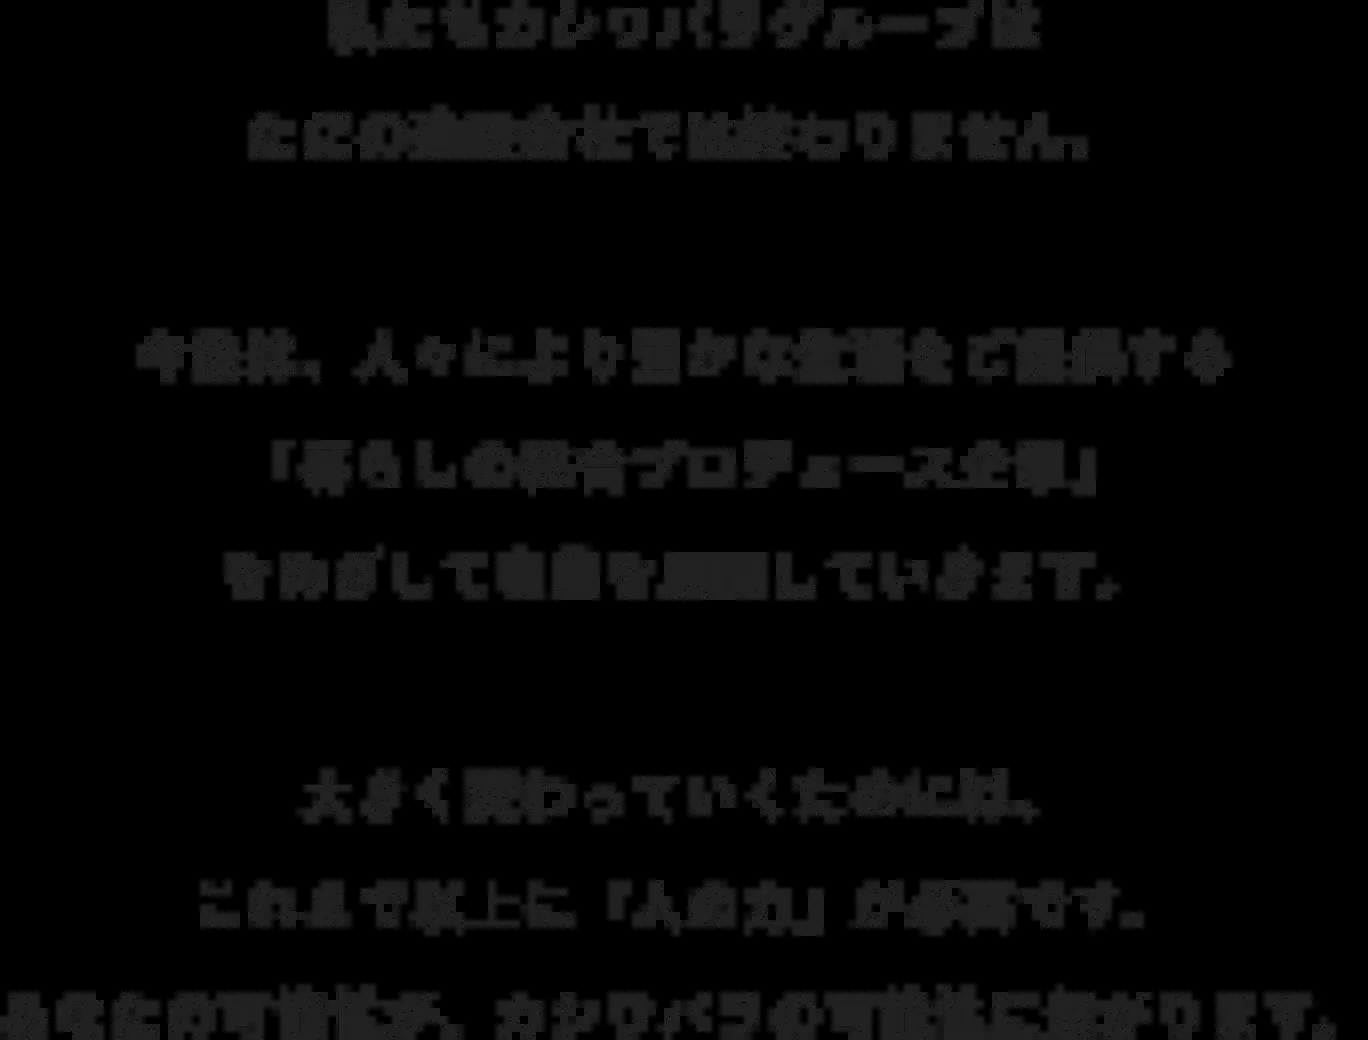 私たちカシワバラグループは
ただの塗装会社では終わりません。
今後は、人々により豊かな生活をご提供する
「暮らしの総合プロデュース企業」
をめざして事業を展開していきます。
大きく変わっていくためには、
これまで以上に「人の力」が必要です。
あなたの可能性が、カシワバラの可能性に繋がります。